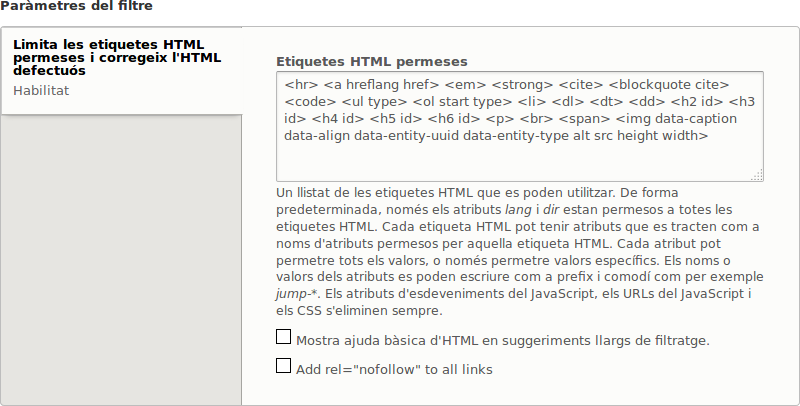 Paràmetres del filtre
Limita les etiquetes HTML
permeses i corregeix l'HTML
defectuós
Habilitat
Etiquetes HTML permeses
<hr> <a hreflang href> <em> <strong> <cite> <blockquote cite>
<code> <ul type> <ol start type> <li> <dl> <dt> <dd> <h2 id> <h3
id> <h4 id> <h5 id> <h6 id> <p> <br> <span> <img data-caption
data-align data-entity-uuid data-entity-type alt src height width>
Un llistat de les etiquetes HTML que es poden utilitzar. De forma
predeterminada, només els atributs lang i dir estan permesos a totes les
etiquetes HTML. Cada etiqueta HTML pot tenir atributs que es tracten com a
noms d'atributs permesos per aquella etiqueta HTML. Cada atribut pot
permetre tots els valors, o només permetre valors específics. Els noms o
valors dels atributs es poden escriure com a prefix i comodí com per exemple
jump-*. Els atributs d'esdeveniments del JavaScript, els URLs del JavaScript i
els CSS s'eliminen sempre.
Mostra ajuda bàsica d'HTML en suggeriments llargs de filtratge.
Add rel="nofollow" to all links